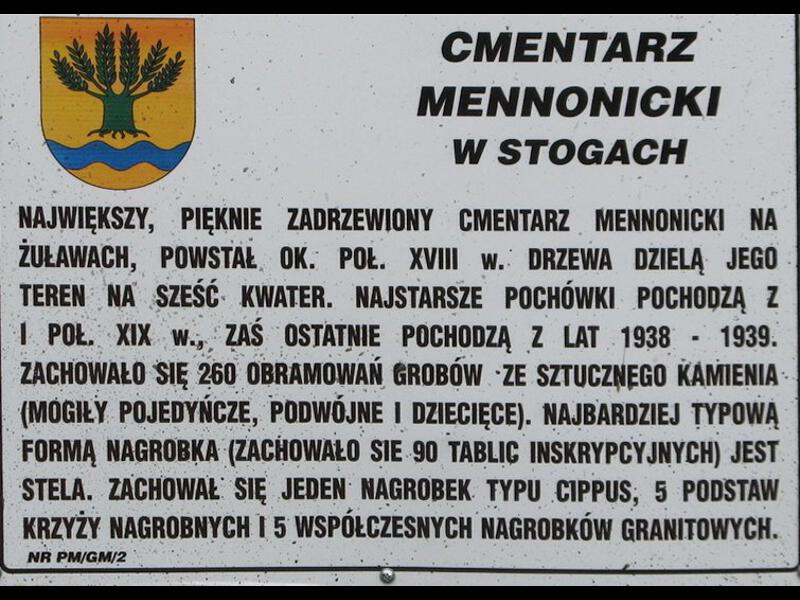 CMENTARZ
MENNONICKI
W STOGACH
NAJWIĘKSZY, PIĘKNIE ZADRZEWIONY CMENTARZ MENNONICKI NA
ŻUŁAWACH, POWSTAŁ OK. POŁ. XVIII w. DRZEWA DZIELĄ JEGO
TEREN NA SZEŚĆ KWATER. NAJSTARSZE POCHÓWKI POCHODZĄ Z
I POŁ. XIX w., ZAŚ OSTATNIE POCHODZĄ Z LAT 1938 - 1939.
ZACHOWAŁO SIĘ 260 OBRAMOWAŃ GROBÓW ZE SZTUCZNEGO KAMIENIA
(MOGIŁY POJEDYŃCZE, PODWÓJNE I DZIECIĘCE). NAJBARDZIEJ TYPOWĄ
FORMĄ NAGROBKA (ZACHOWAŁO SIE 90 TABLIC INSKRYPCYJNYCH) JEST
STELA. ZACHOWAŁ SIĘ JEDEN NAGROBEK TYPU CIPPUS, 5 PODSTAW
KRZYŻY NAGROBNYCH I 5 WSPÓŁCZESNYCH NAGROBKÓW GRANITOWYCH.
NR PM/GM/2